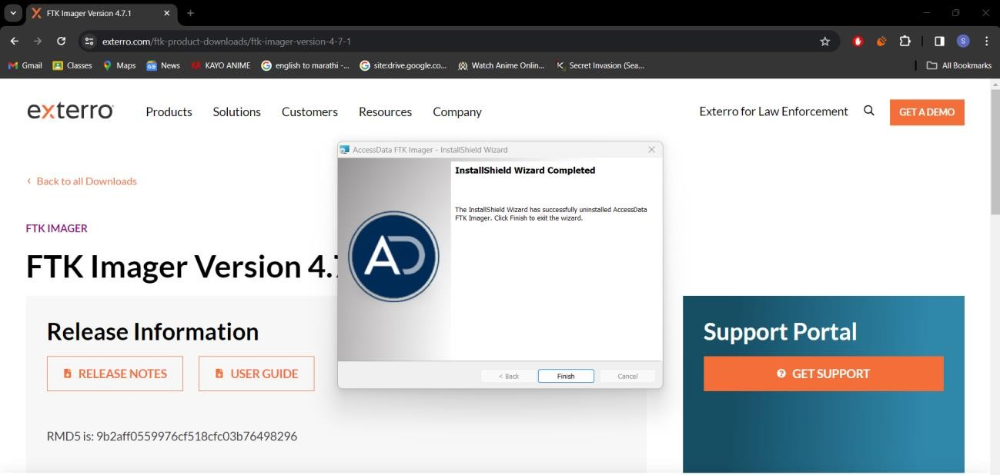 FTK Imager Version 4.7.1
exterro.com/ftk-product-downloads/ftk-imager-version-4-7-1
S
Gmail Classes Maps News KAYO ANIME english to marathi -... site:drive.google.co... Watch Anime Onlin... Secret Invasion (Sea... All Bookmarks
exterro Products Solutions Customers Resources Company Exterro for Law Enforcement GET A DEMO
AccessData FTK Imager - InstallShield Wizard
InstallShield Wizard Completed
The InstallShield Wizard has successfully uninstalled AccessData
FTK Imager. Click Finish to exit the wizard.
AD
< Back Finish Cancel
Back to all Downloads
FTK IMAGER
FTK Imager Version 4.7
Release Information
RELEASE NOTES USER GUIDE
RMD5 is: 9b2aff0559976cf518cfc03b76498296
Support Portal
GET SUPPORT